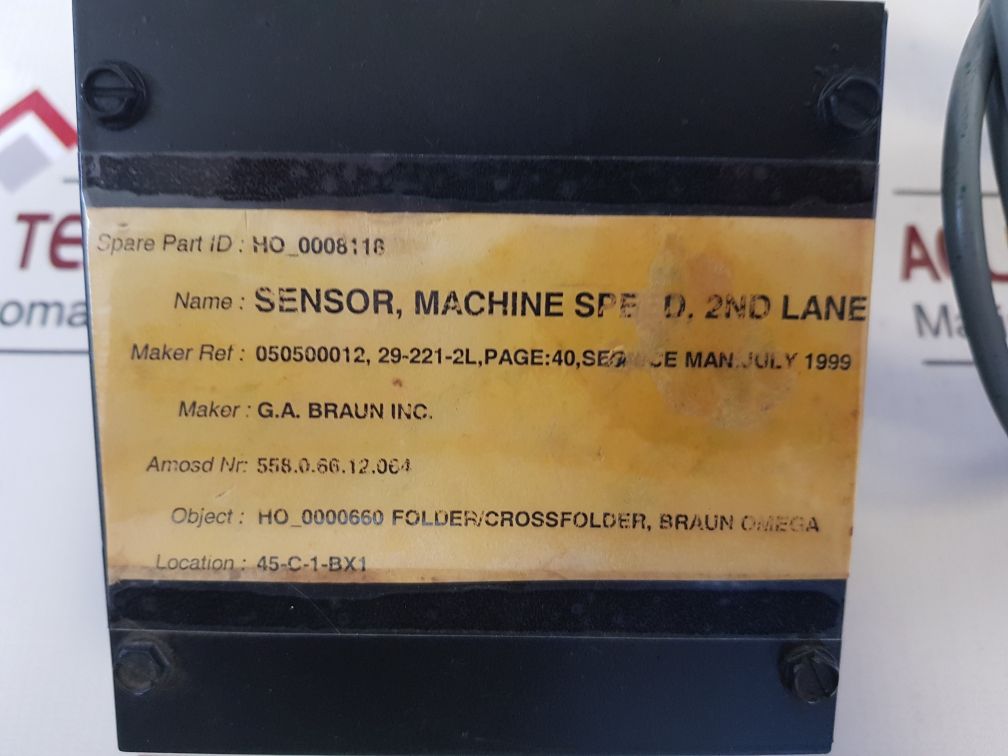 Spare Part ID : HO_0008118
Name : SENSOR, MACHINE SPEED, 2ND LANE
Maker Ref : 050500012, 29-221-2L,PAGE:40, MAN.JULY 1999
Maker : G.A. BRAUN INC.
Amosd Nr: 558.0.66.12.064
Object : HO_0000660 FOLDER/CROSSFOLDER, BRAUN OMEGA
Location : 45-C-1-BX1